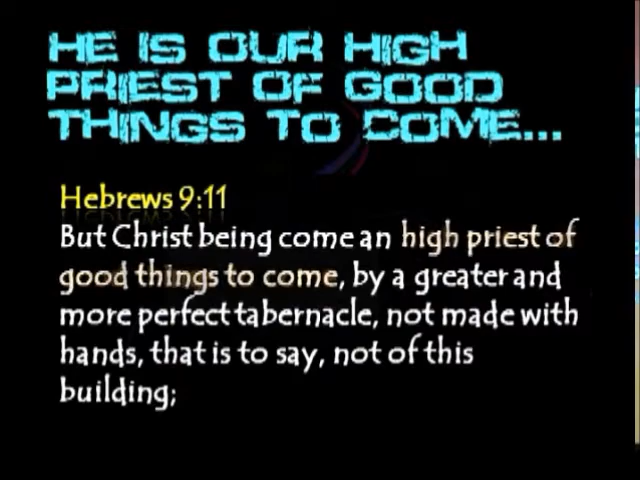 HE IS OUR HIGH
PRIEST OF GOOD
THINGS TO COME...
Hebrews 9:11
But Christ being come an high priest of
good things to come, by a greater and
more perfect tabernacle, not made with
hands, that is to say, not of this
building;